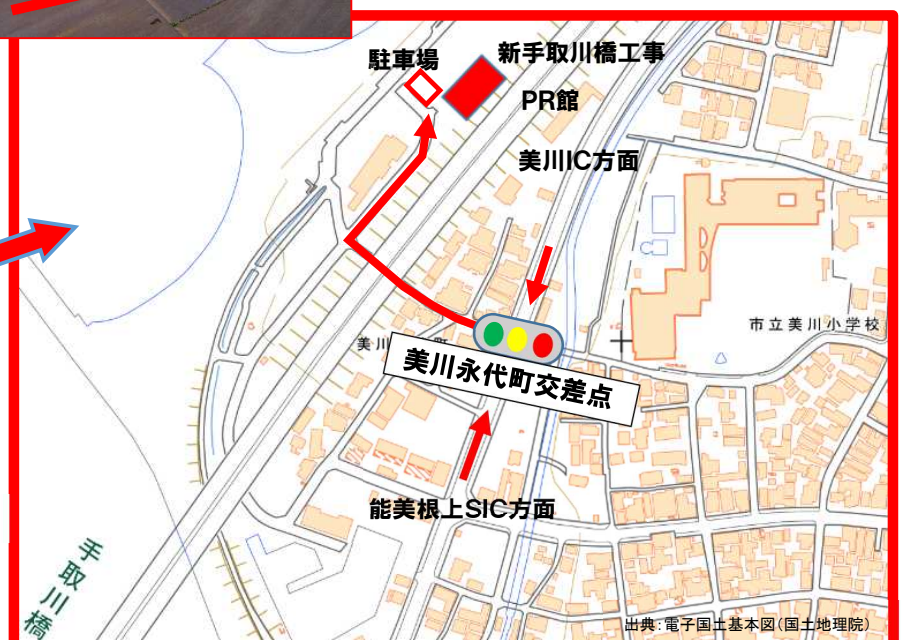 駐車場
新手取川橋工事
PR館
美川IC方面
市立美川小学校
美川
町
美川永代町交差点
能美根上SIC方面
手取川橋
出典:電子国土基本図(国土地理院)